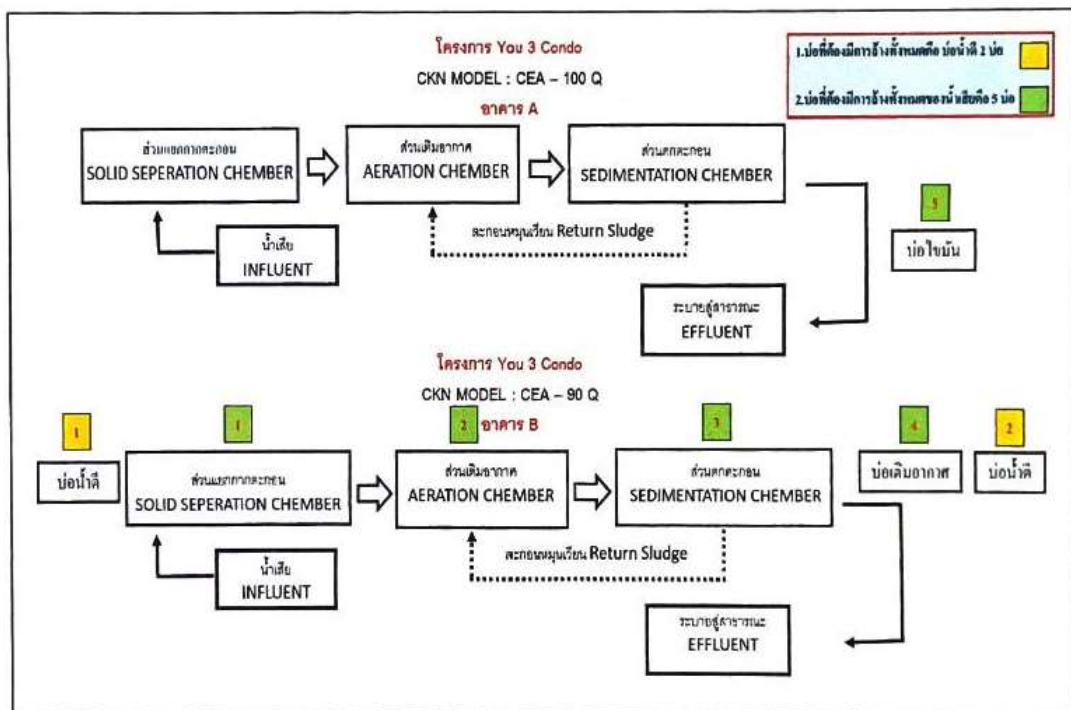 โครงการ You 3 Condo
CKN MODEL : CEA – 100 Q
อาคาร A
1.บ่อที่ต้องมีการล้างทั้งหมดคือ บ่อน้ำดี 2 บ่อ
2.บ่อที่ต้องมีการล้างทั้งหมดของน้ำเสียคือ 5 บ่อ
ส่วนแยกกากตะกอน
SOLID SEPERATION CHEMBER
ส่วนเติมอากาศ
AERATION CHEMBER
ส่วนตกตะกอน
SEDIMENTATION CHEMBER
ตะกอนหมุนเวียน Return Sludge
น้ำเสีย
INFLUENT
5
บ่อไขมัน
ระบายสู่สาธารณะ
EFFLUENT
โครงการ You 3 Condo
CKN MODEL : CEA – 90 Q
อาคาร B
1
บ่อน้ำดี
1
ส่วนแยกกากตะกอน
SOLID SEPERATION CHEMBER
2
ส่วนเติมอากาศ
AERATION CHEMBER
3
ส่วนตกตะกอน
SEDIMENTATION CHEMBER
4
บ่อเติมอากาศ
2
บ่อน้ำดี
ตะกอนหมุนเวียน Return Sludge
น้ำเสีย
INFLUENT
ระบายสู่สาธารณะ
EFFLUENT